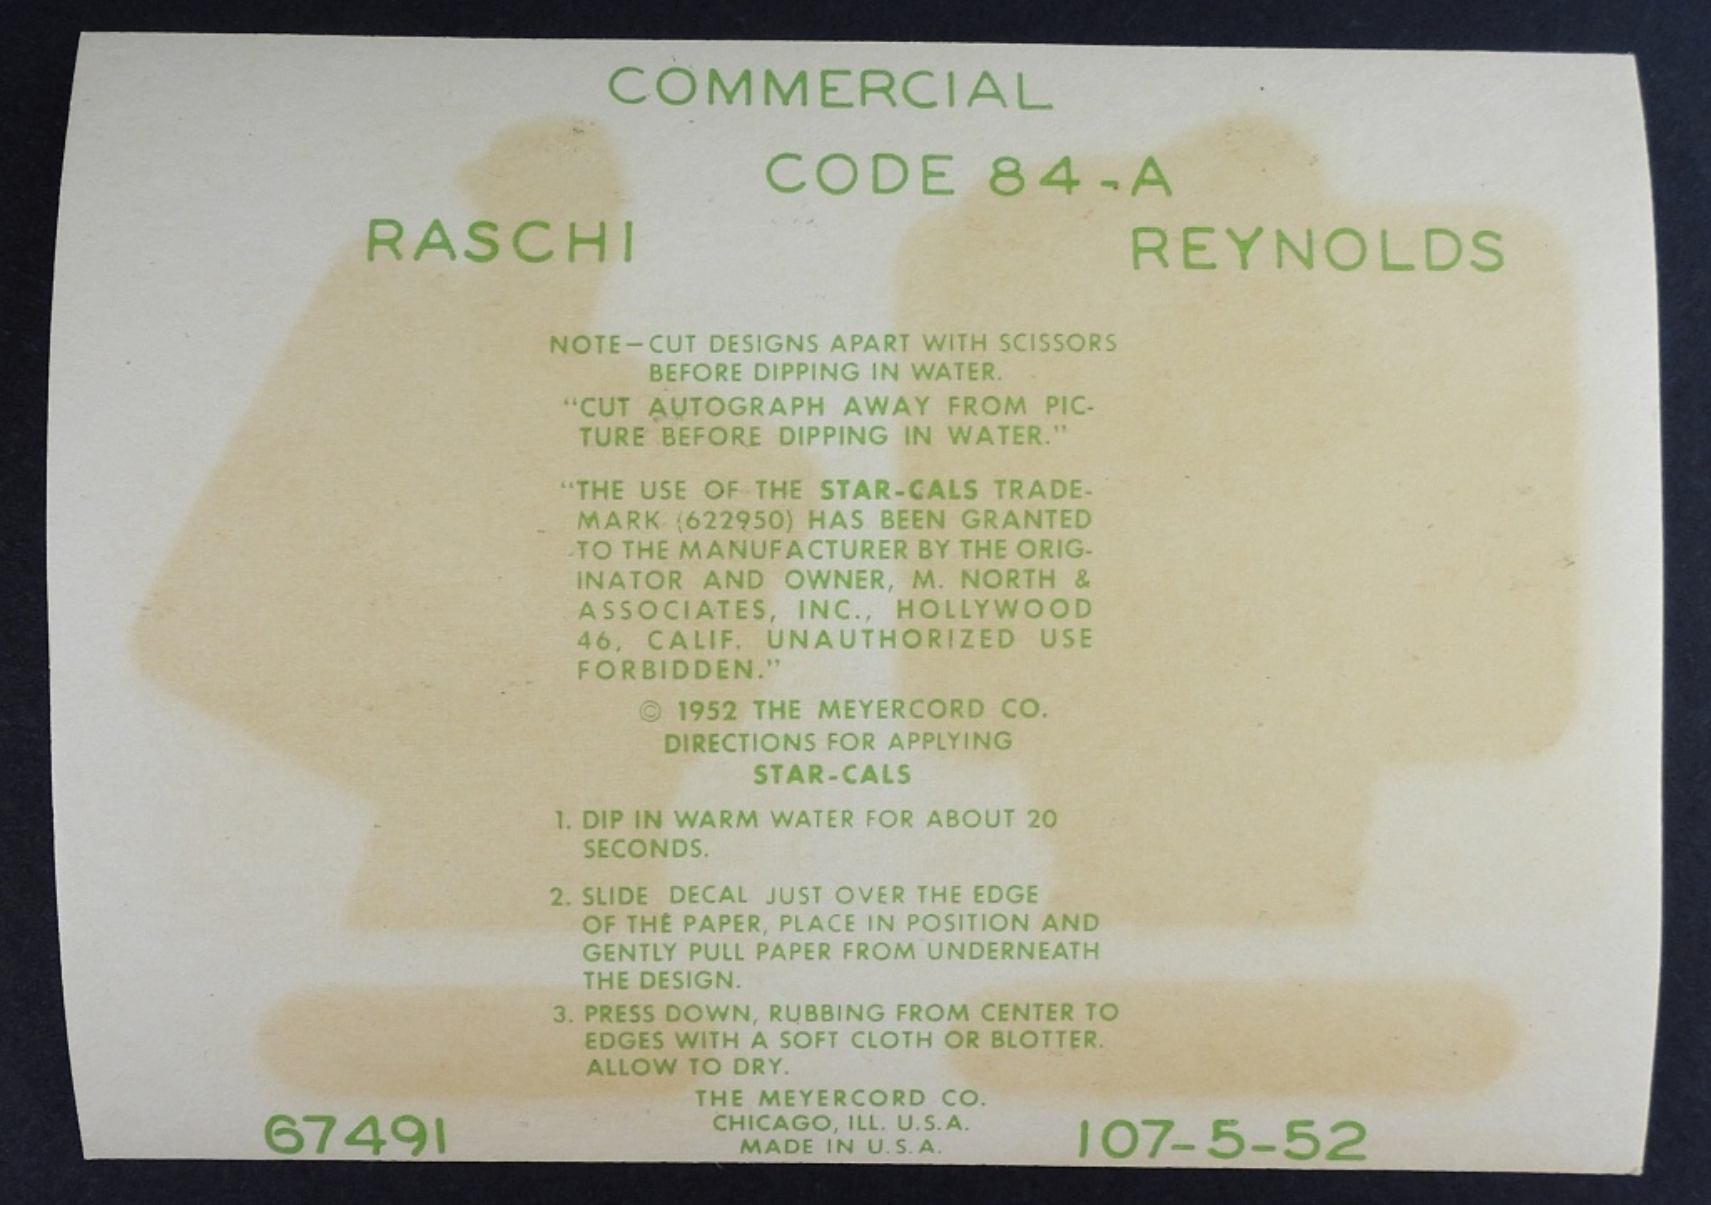 COMMERCIAL
CODE 84-A
RASCHI REYNOLDS
NOTE—CUT DESIGNS APART WITH SCISSORS
BEFORE DIPPING IN WATER.
"CUT AUTOGRAPH AWAY FROM PIC-
TURE BEFORE DIPPING IN WATER."
"THE USE OF THE STAR-CALS TRADE-
MARK (622950) HAS BEEN GRANTED
TO THE MANUFACTURER BY THE ORIG-
INATOR AND OWNER, M. NORTH &
ASSOCIATES, INC., HOLLYWOOD
46, CALIF. UNAUTHORIZED USE
FORBIDDEN."
© 1952 THE MEYERCORD CO.
DIRECTIONS FOR APPLYING
STAR-CALS
1. DIP IN WARM WATER FOR ABOUT 20
SECONDS.
2. SLIDE DECAL JUST OVER THE EDGE
OF THE PAPER, PLACE IN POSITION AND
GENTLY PULL PAPER FROM UNDERNEATH
THE DESIGN.
3. PRESS DOWN, RUBBING FROM CENTER TO
EDGES WITH A SOFT CLOTH OR BLOTTER.
ALLOW TO DRY.
THE MEYERCORD CO.
CHICAGO, ILL. U.S.A.
MADE IN U.S.A.
67491 107-5-52